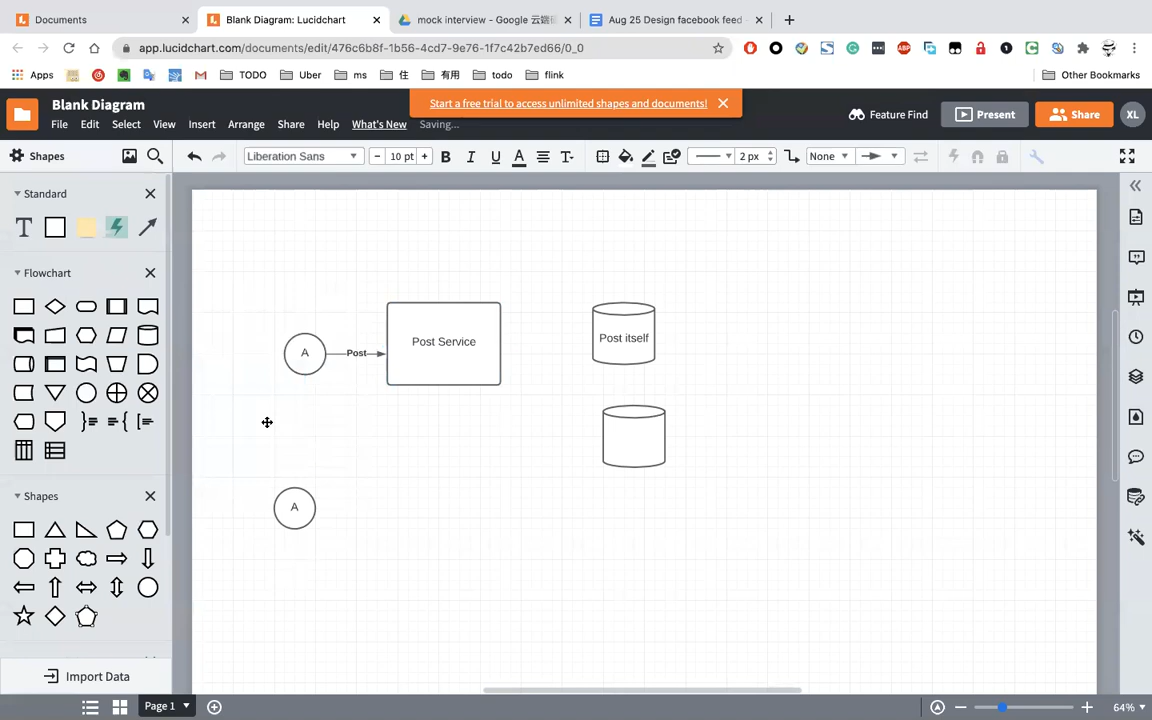 Documents
Blank Diagram: Lucidchart
mock interview - Google 云端硬
Aug 25 Design facebook feed -
app.lucidchart.com/documents/edit/476c6b8f-1b56-4cd7-9e76-1f7c42b7ed66/0_0
Apps
TODO
Uber
ms
住
有用
todo
flink
Other Bookmarks
Blank Diagram
Start a free trial to access unlimited shapes and documents!
File Edit Select View Insert Arrange Share Help What's New Saving...
Feature Find
Present
Share
XL
Shapes
Liberation Sans
10 pt
2 px
None
Standard
Flowchart
Shapes
Import Data
A
Post
Post Service
Post itself
A
Page 1
64%